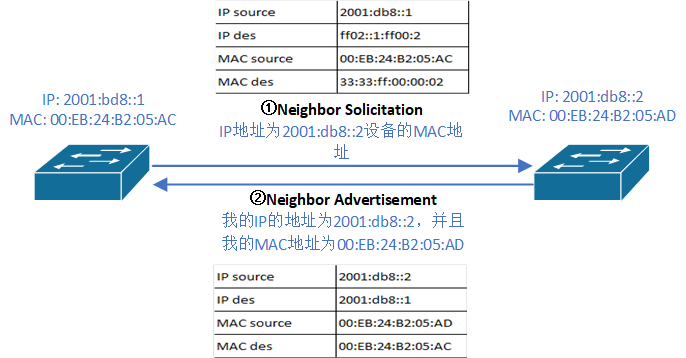 IP source 2001:db8::1
IP des ff02::1:ff00:2
MAC source 00:EB:24:B2:05:AC
MAC des 33:33:ff:00:00:02
IP: 2001:bd8::1
MAC: 00:EB:24:B2:05:AC
①Neighbor Solicitation
IP地址为2001:db8::2设备的MAC地
址
IP: 2001:db8::2
MAC: 00:EB:24:B2:05:AD
②Neighbor Advertisement
我的IP的地址为2001:db8::2，并且
我的MAC地址为00:EB:24:B2:05:AD
IP source 2001:db8::2
IP des 2001:db8::1
MAC source 00:EB:24:B2:05:AD
MAC des 00:EB:24:B2:05:AC